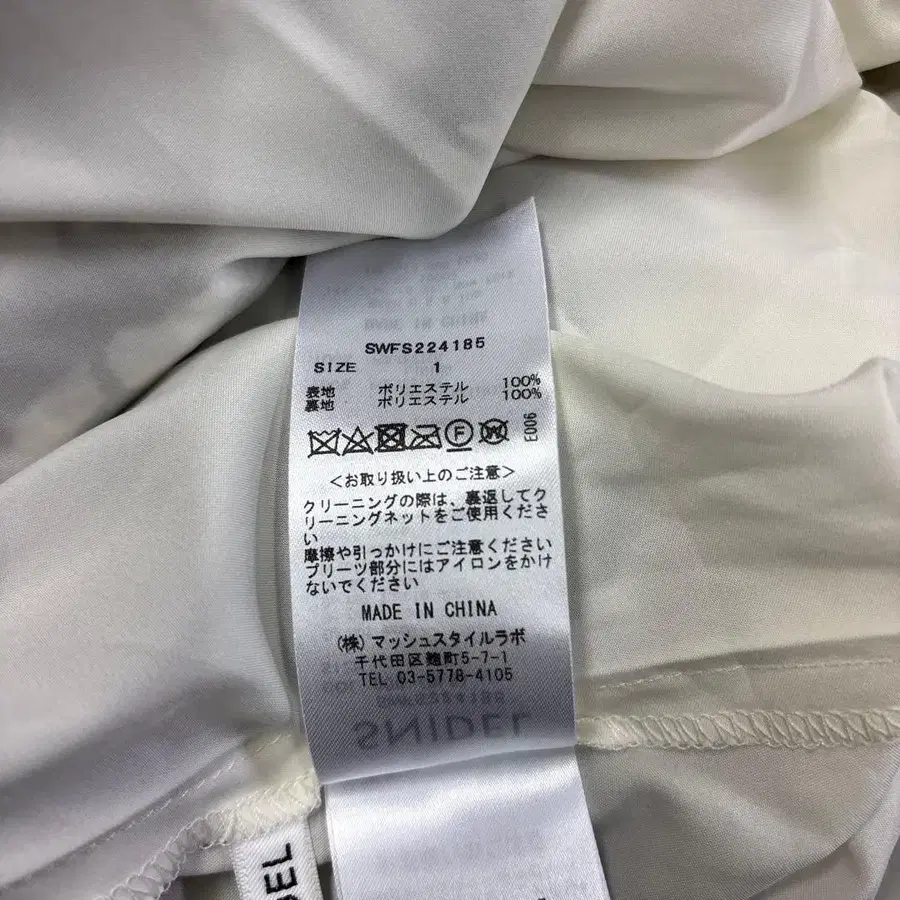 SWFS224185
SIZE 1
表地 ポリエステル 100%
裏地 ポリエステル 100%
F W E006
<お取り扱い上のご注意>
クリーニングの際は、裏返してク
リーニングネットをご使用くださ
い
摩擦や引っかけにご注意ください
プリーツ部分にはアイロンをかけ
ないでください
MADE IN CHINA
(株)マッシュスタイルラボ
千代田区麹町5-7-1
TEL 03-5778-4105
SWFS224185
SNIDEL
DEL